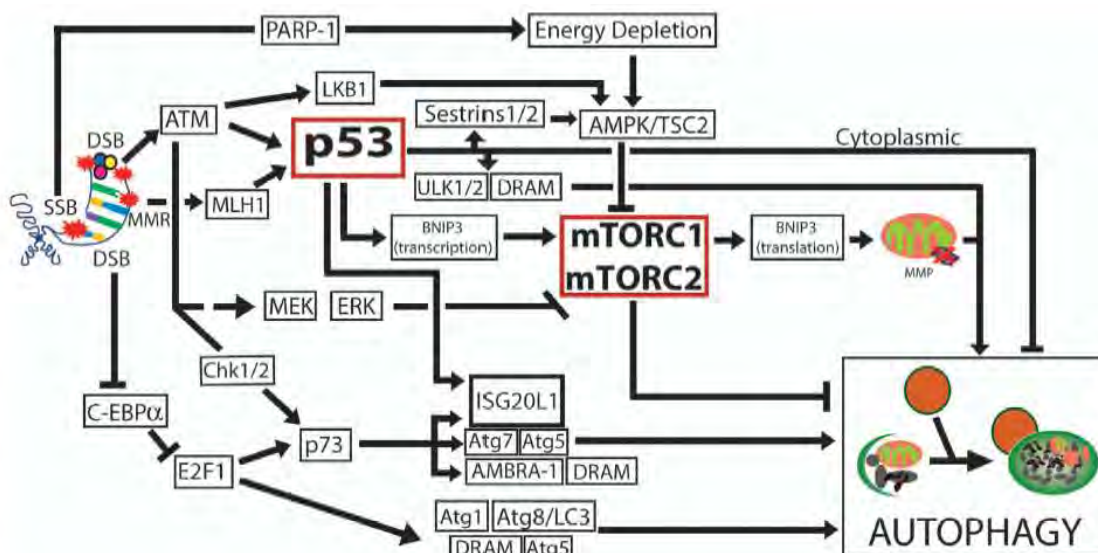 PARP-1
Energy Depletion
LKB1
Sestrins1/2
AMPK/TSC2
ATM
DSB
p53
Cytoplasmic
ULK1/2 DRAM
SSB
MMR
MLH1
DSB
BNIP3
(transcription)
mTORC1
mTORC2
BNIP3
(translation)
MMP
MEK
ERK
Chk1/2
ISG20L1
C-EBPα
p73
Atg7 Atg5
E2F1
AMBRA-1 DRAM
Atg1 Atg8/LC3
DRAM Atg5
AUTOPHAGY